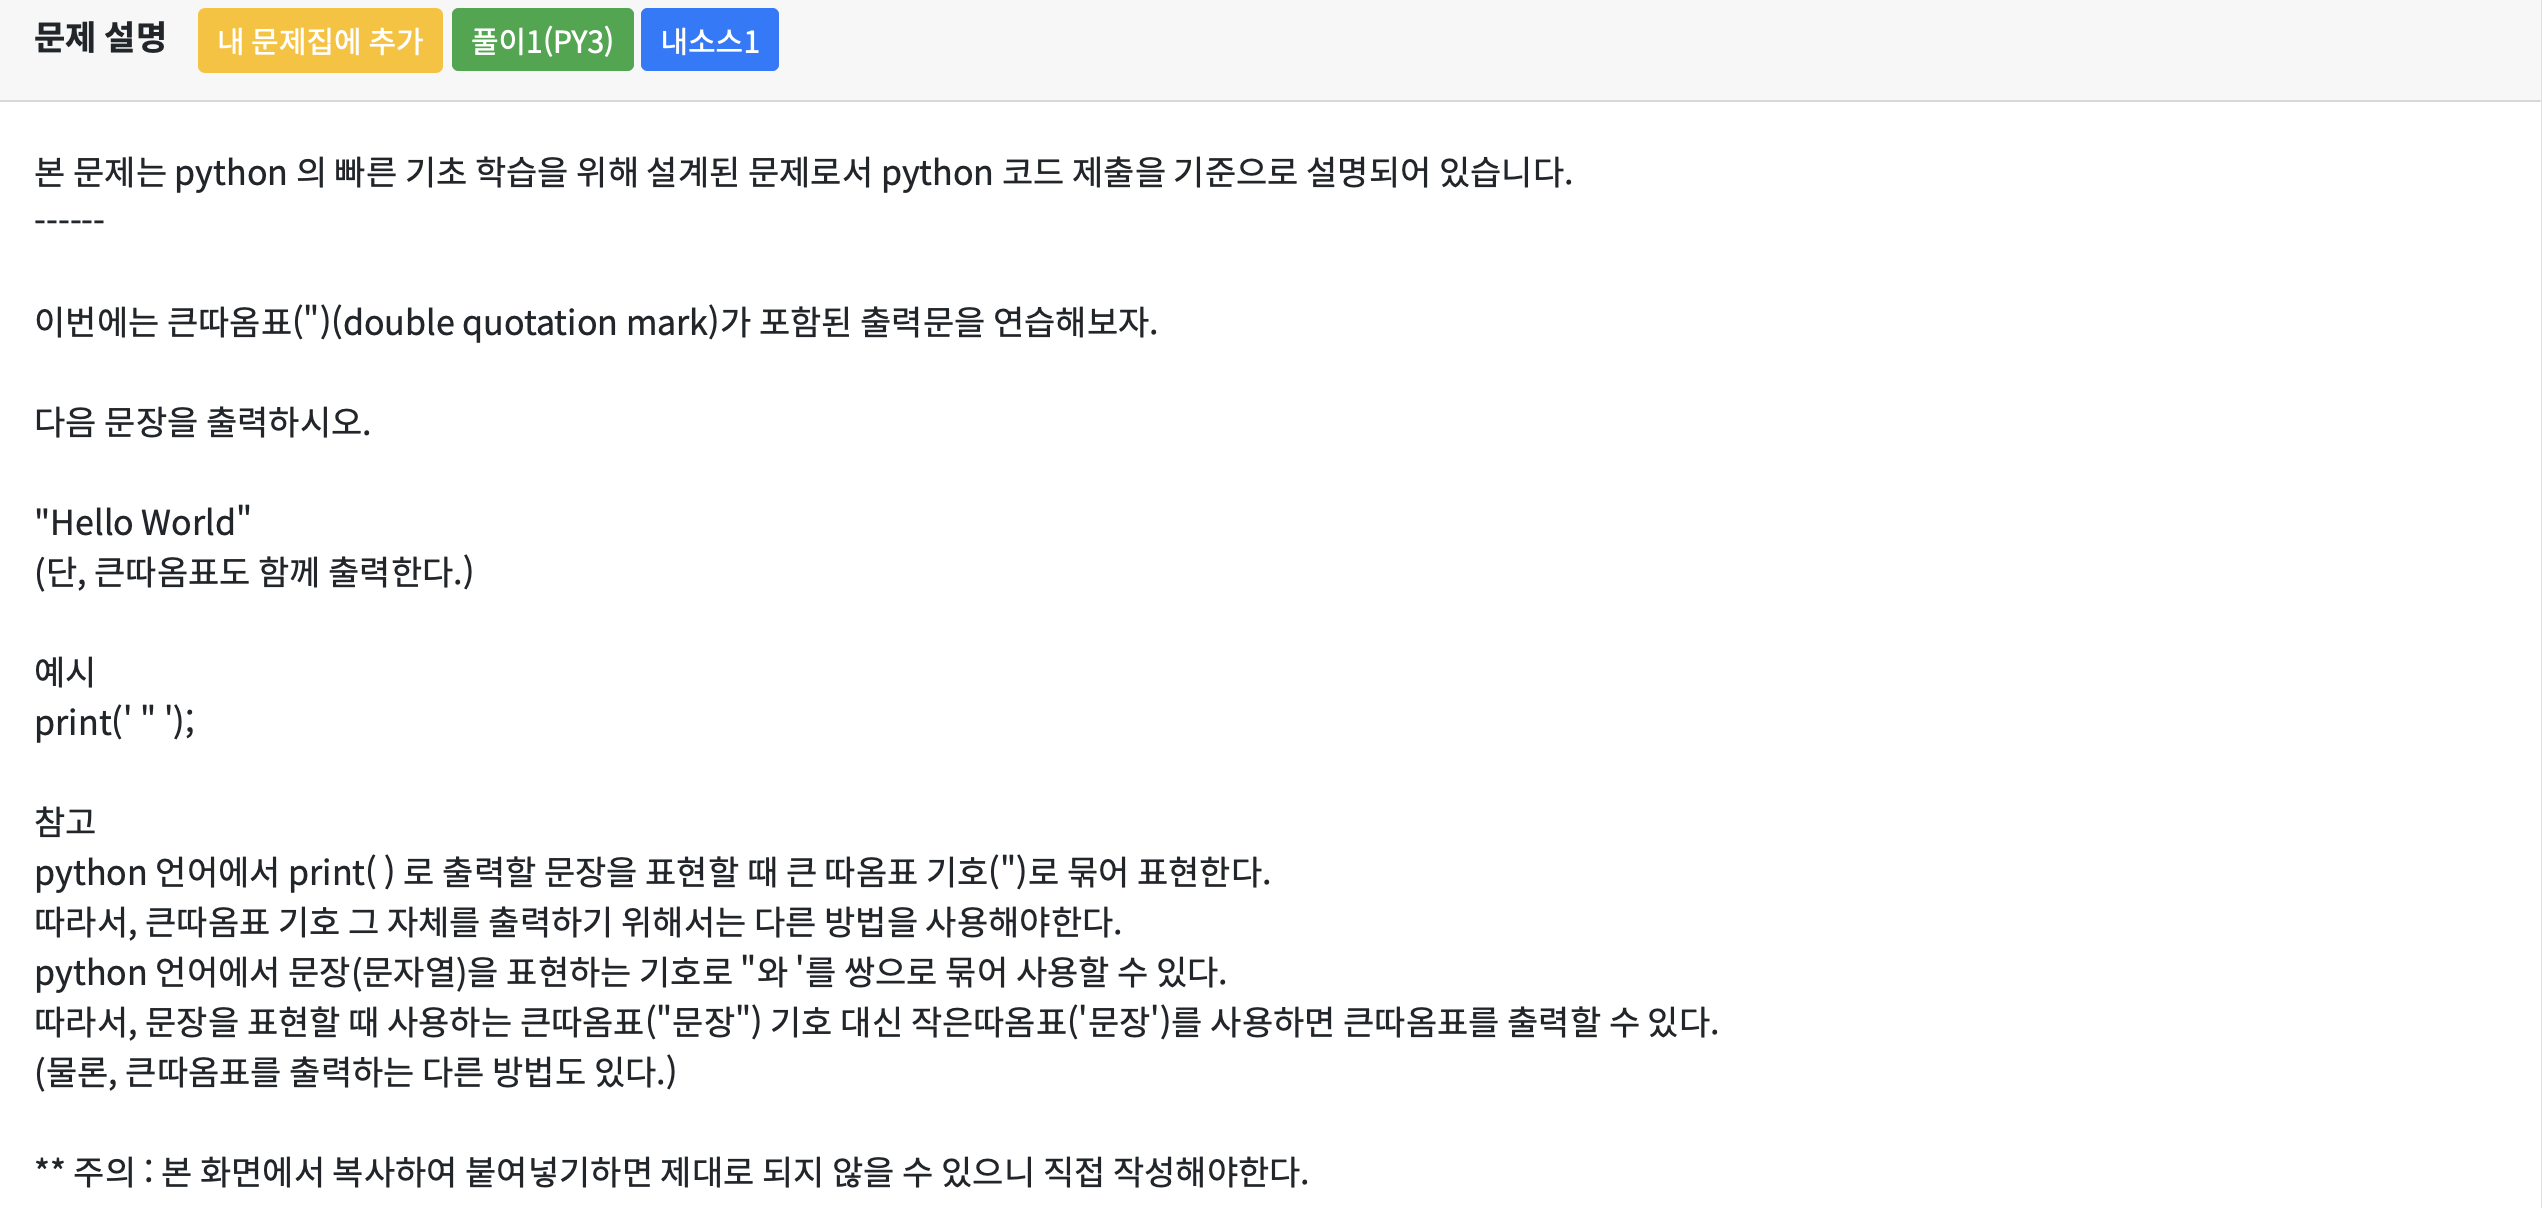 문제 설명 내 문제집에 추가 풀이1(PY3) 내소스1
본 문제는 python 의 빠른 기초 학습을 위해 설계된 문제로서 python 코드 제출을 기준으로 설명되어 있습니다.
------
이번에는 큰따옴표(")(double quotation mark)가 포함된 출력문을 연습해보자.
다음 문장을 출력하시오.
"Hello World"
(단, 큰따옴표도 함께 출력한다.)
예시
print(' " ');
참고
python 언어에서 print( ) 로 출력할 문장을 표현할 때 큰 따옴표 기호(")로 묶어 표현한다.
따라서, 큰따옴표 기호 그 자체를 출력하기 위해서는 다른 방법을 사용해야한다.
python 언어에서 문장(문자열)을 표현하는 기호로 "와 '를 쌍으로 묶어 사용할 수 있다.
따라서, 문장을 표현할 때 사용하는 큰따옴표("문장") 기호 대신 작은따옴표('문장')를 사용하면 큰따옴표를 출력할 수 있다.
(물론, 큰따옴표를 출력하는 다른 방법도 있다.)
** 주의 : 본 화면에서 복사하여 붙여넣기하면 제대로 되지 않을 수 있으니 직접 작성해야한다.